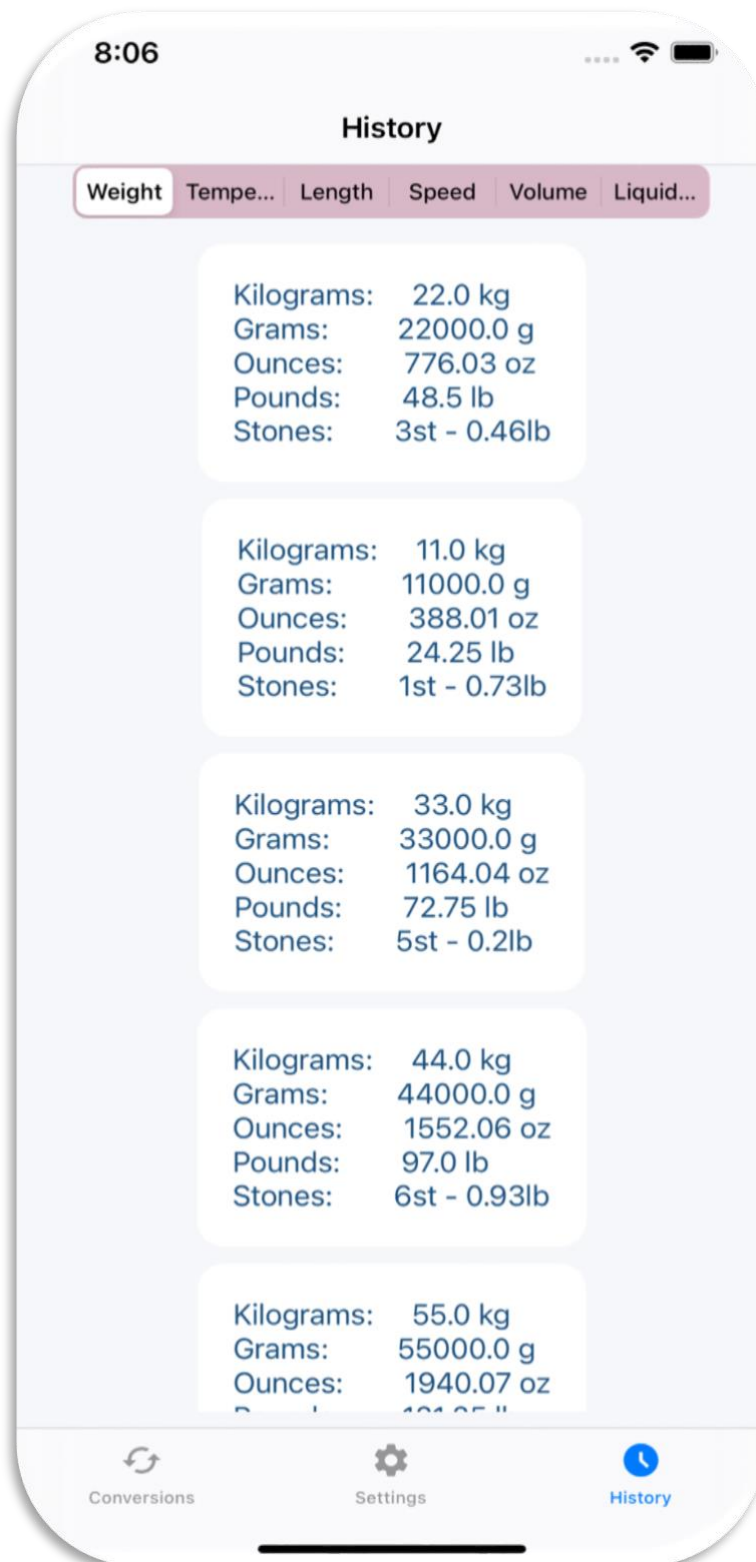 8:06
History
Weight Tempe... Length Speed Volume Liquid...
Kilograms: 22.0 kg
Grams: 22000.0 g
Ounces: 776.03 oz
Pounds: 48.5 lb
Stones: 3st - 0.46lb
Kilograms: 11.0 kg
Grams: 11000.0 g
Ounces: 388.01 oz
Pounds: 24.25 lb
Stones: 1st - 0.73lb
Kilograms: 33.0 kg
Grams: 33000.0 g
Ounces: 1164.04 oz
Pounds: 72.75 lb
Stones: 5st - 0.2lb
Kilograms: 44.0 kg
Grams: 44000.0 g
Ounces: 1552.06 oz
Pounds: 97.0 lb
Stones: 6st - 0.93lb
Kilograms: 55.0 kg
Grams: 55000.0 g
Ounces: 1940.07 oz
Conversions Settings History